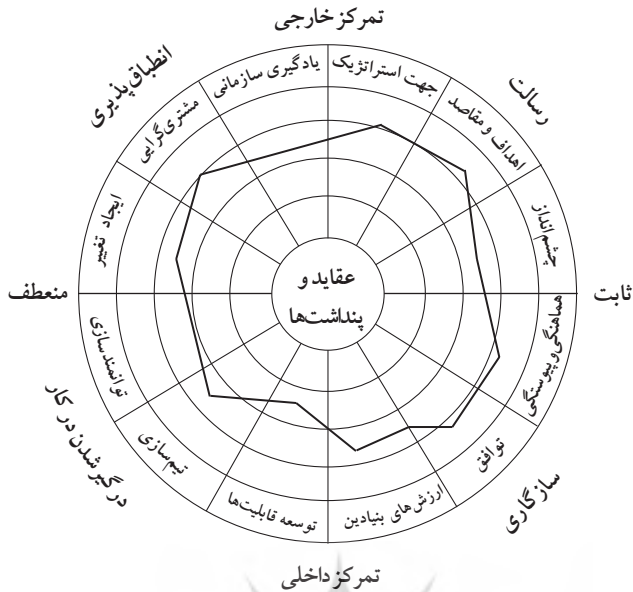 تمرکز خارجی
انطباق‌پذیری
رسالت
یادگیری سازمانی
جهت استراتژیک
مشتری‌گرایی
اهداف و مقاصد
ایجاد تغییر
چشم‌انداز
منعطف
عقاید و
پنداشت‌ها
ثابت
توانمندسازی
هماهنگی و پیوستگی
تیم‌سازی
توافق
توسعه قابلیت‌ها
ارزش‌های بنیادین
درگیر شدن در کار
سازگاری
تمرکز داخلی